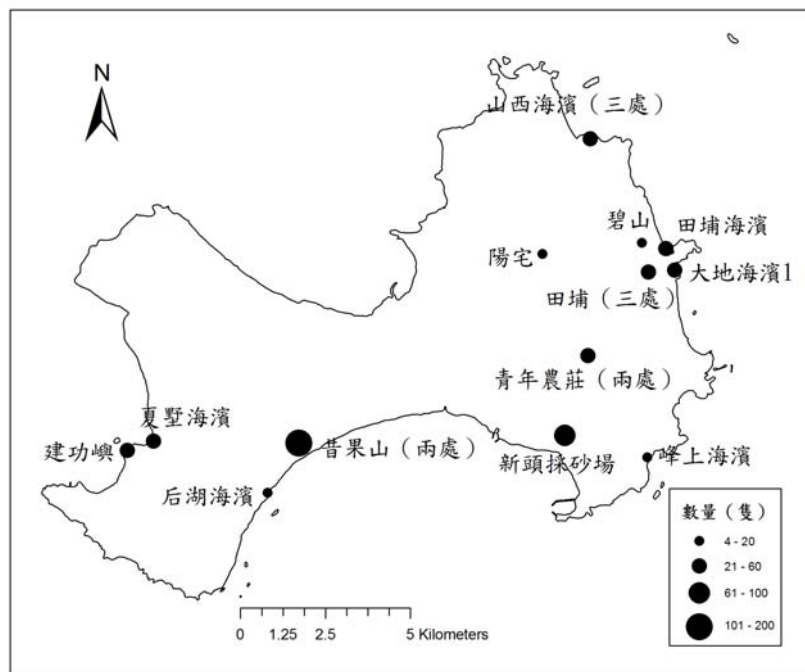 N
山西海濱（三處）
碧山
田埔海濱
陽宅
大地海濱1
田埔（三處）
青年農莊（兩處）
夏墅海濱
建功嶼
昔果山（兩處）
新頭採砂場
峰上海濱
后湖海濱
數量（隻）
4 - 20
21 - 60
61 - 100
101 - 200
0 1.25 2.5 5 Kilometers